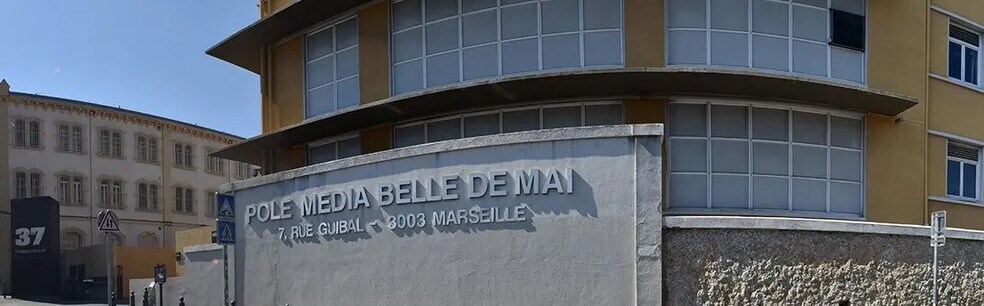 POLE MEDIA BELLE DE MAI
7, RUE GUIBAL - 3003 MARSEILLE
37